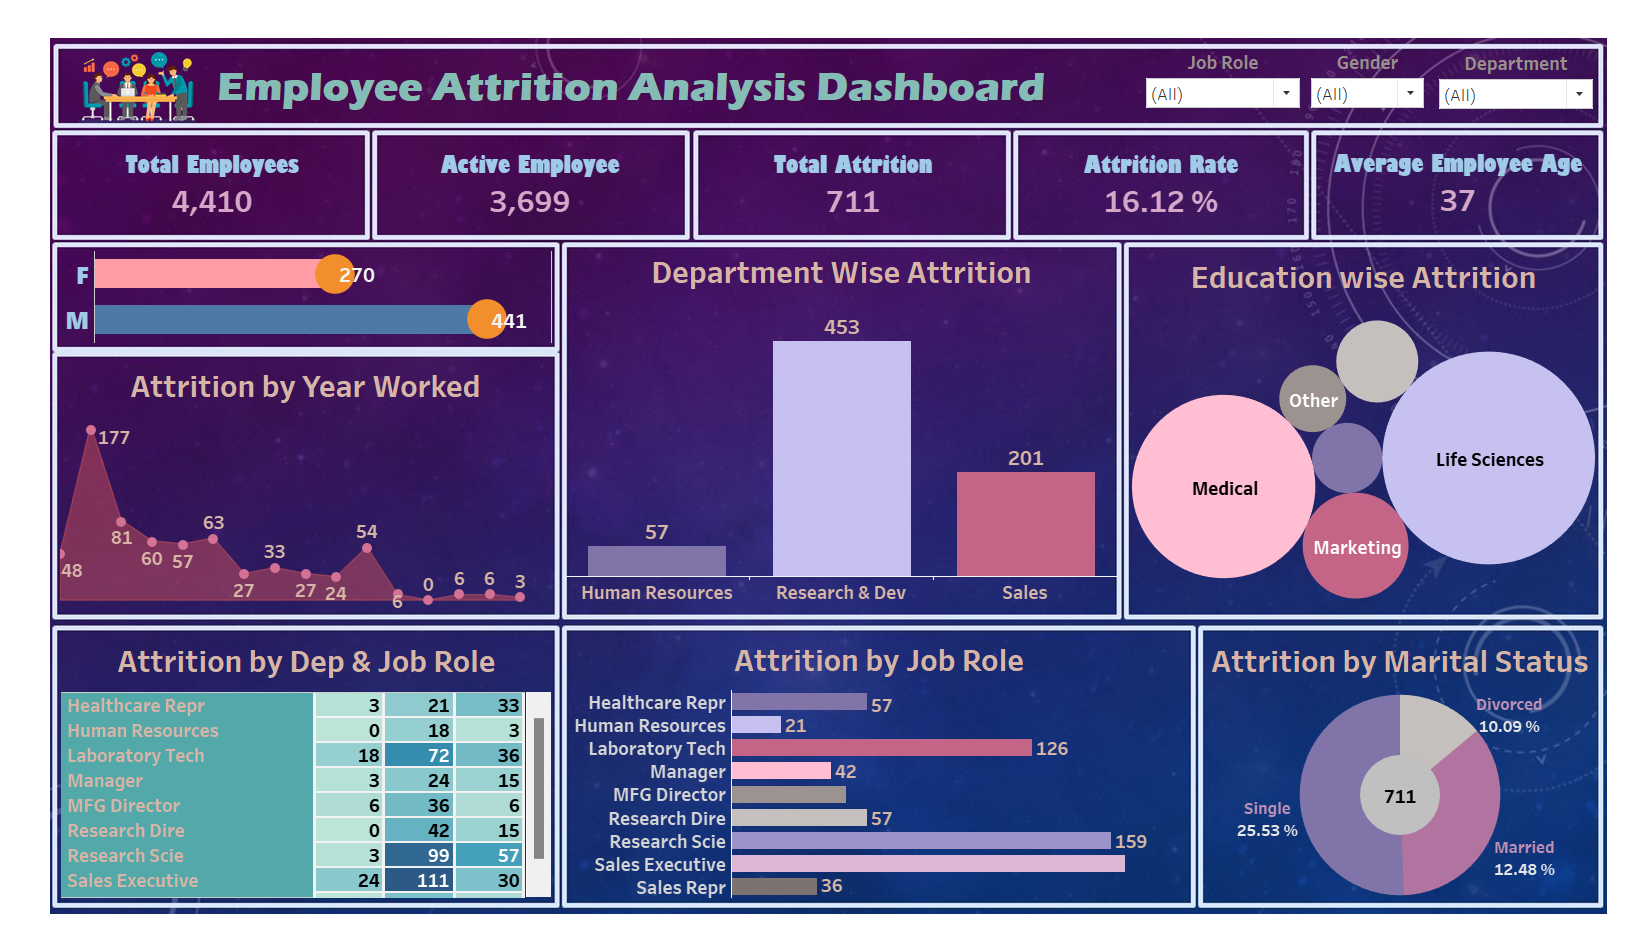 Employee Attrition Analysis Dashboard
Job Role
(All)
Gender
(All)
Department
(All)
Total Employees
4,410
Active Employee
3,699
Total Attrition
711
Attrition Rate
16.12 %
Average Employee Age
37
F
270
M
441
Attrition by Year Worked
48
177
81
60
57
63
27
33
27
24
54
6
0
6
6
3
Department Wise Attrition
57
453
201
Human Resources
Research & Dev
Sales
Education wise Attrition
Other
Medical
Life Sciences
Marketing
Attrition by Dep & Job Role
Healthcare Repr 3 21 33
Human Resources 0 18 3
Laboratory Tech 18 72 36
Manager 3 24 15
MFG Director 6 36 6
Research Dire 0 42 15
Research Scie 3 99 57
Sales Executive 24 111 30
Attrition by Job Role
Healthcare Repr 57
Human Resources 21
Laboratory Tech 126
Manager 42
MFG Director
Research Dire 57
Research Scie 159
Sales Executive
Sales Repr 36
Attrition by Marital Status
Divorced
10.09 %
711
Single
25.53 %
Married
12.48 %